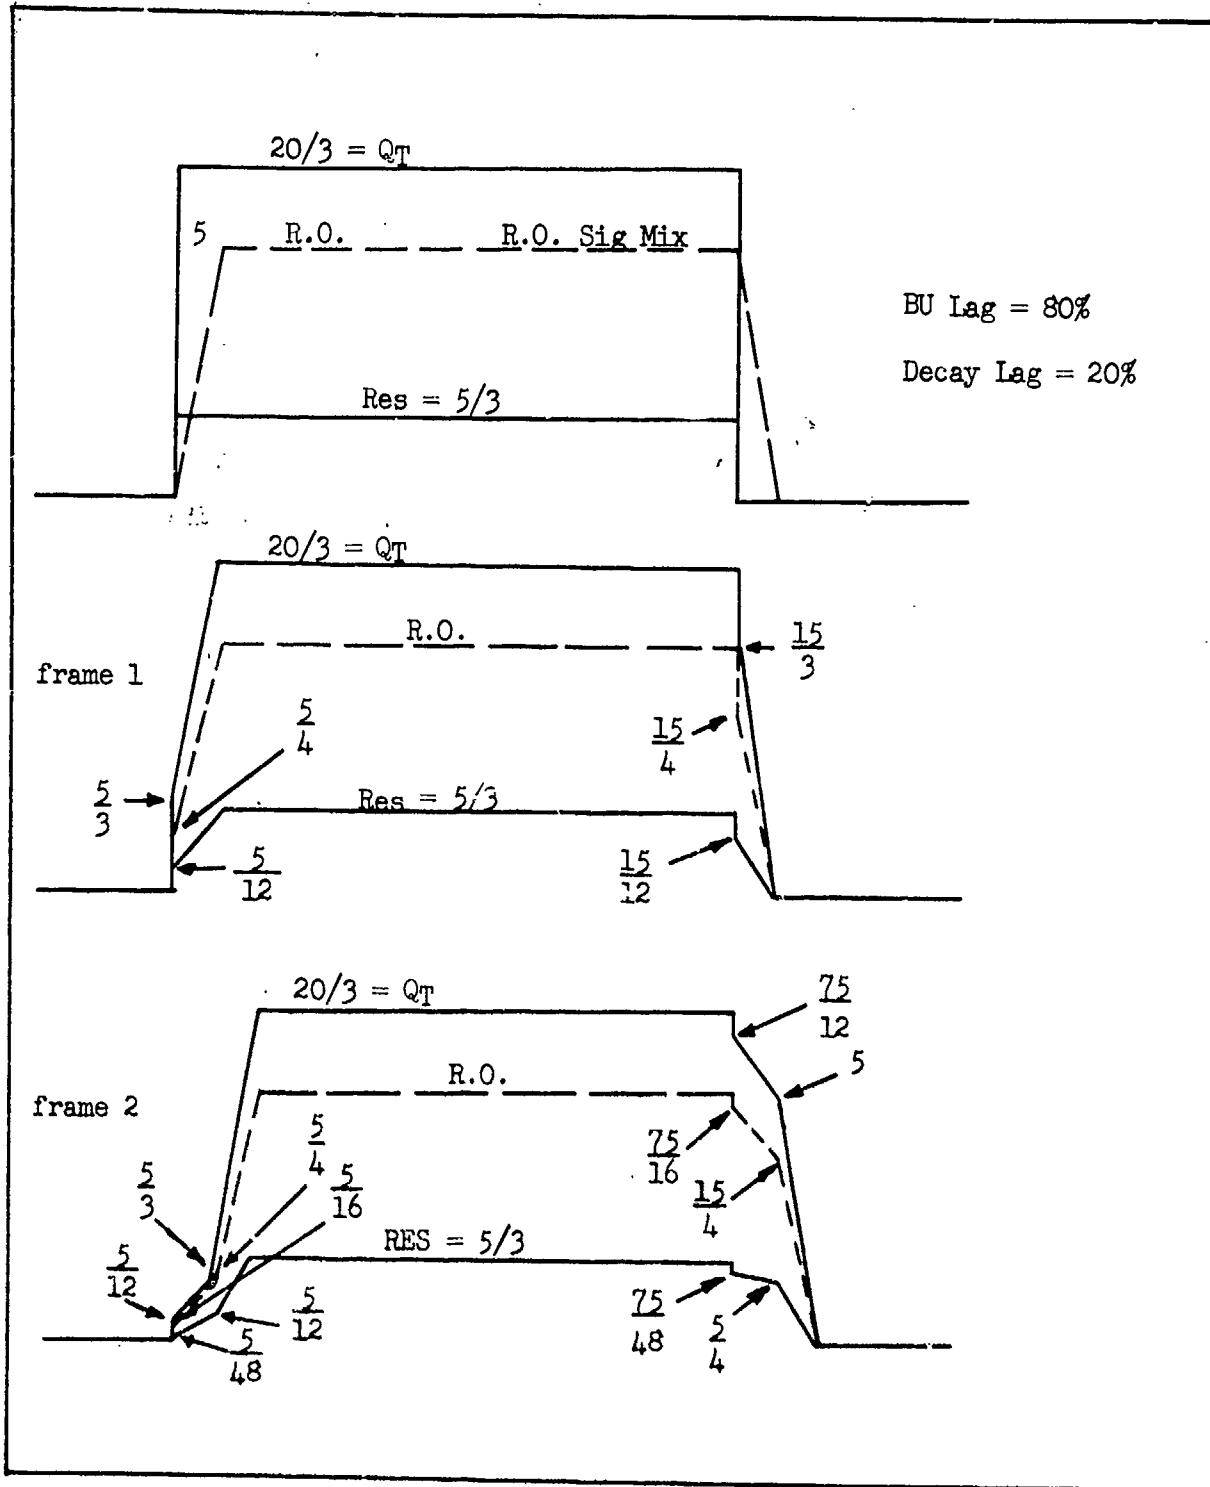 20/3 = QT
5 R.O. R.O. Sig Mix
BU Lag = 80%
Decay Lag = 20%
Res = 5/3
20/3 = QT
R.O.
15/3
frame 1
5/4
15/4
5/3
Res = 5/3
5/12
15/12
20/3 = QT
75/12
R.O.
5
frame 2
5/4
5/3
5/16
75/16
15/4
RES = 5/3
5/12
5/12
75/48
5/4
5/48